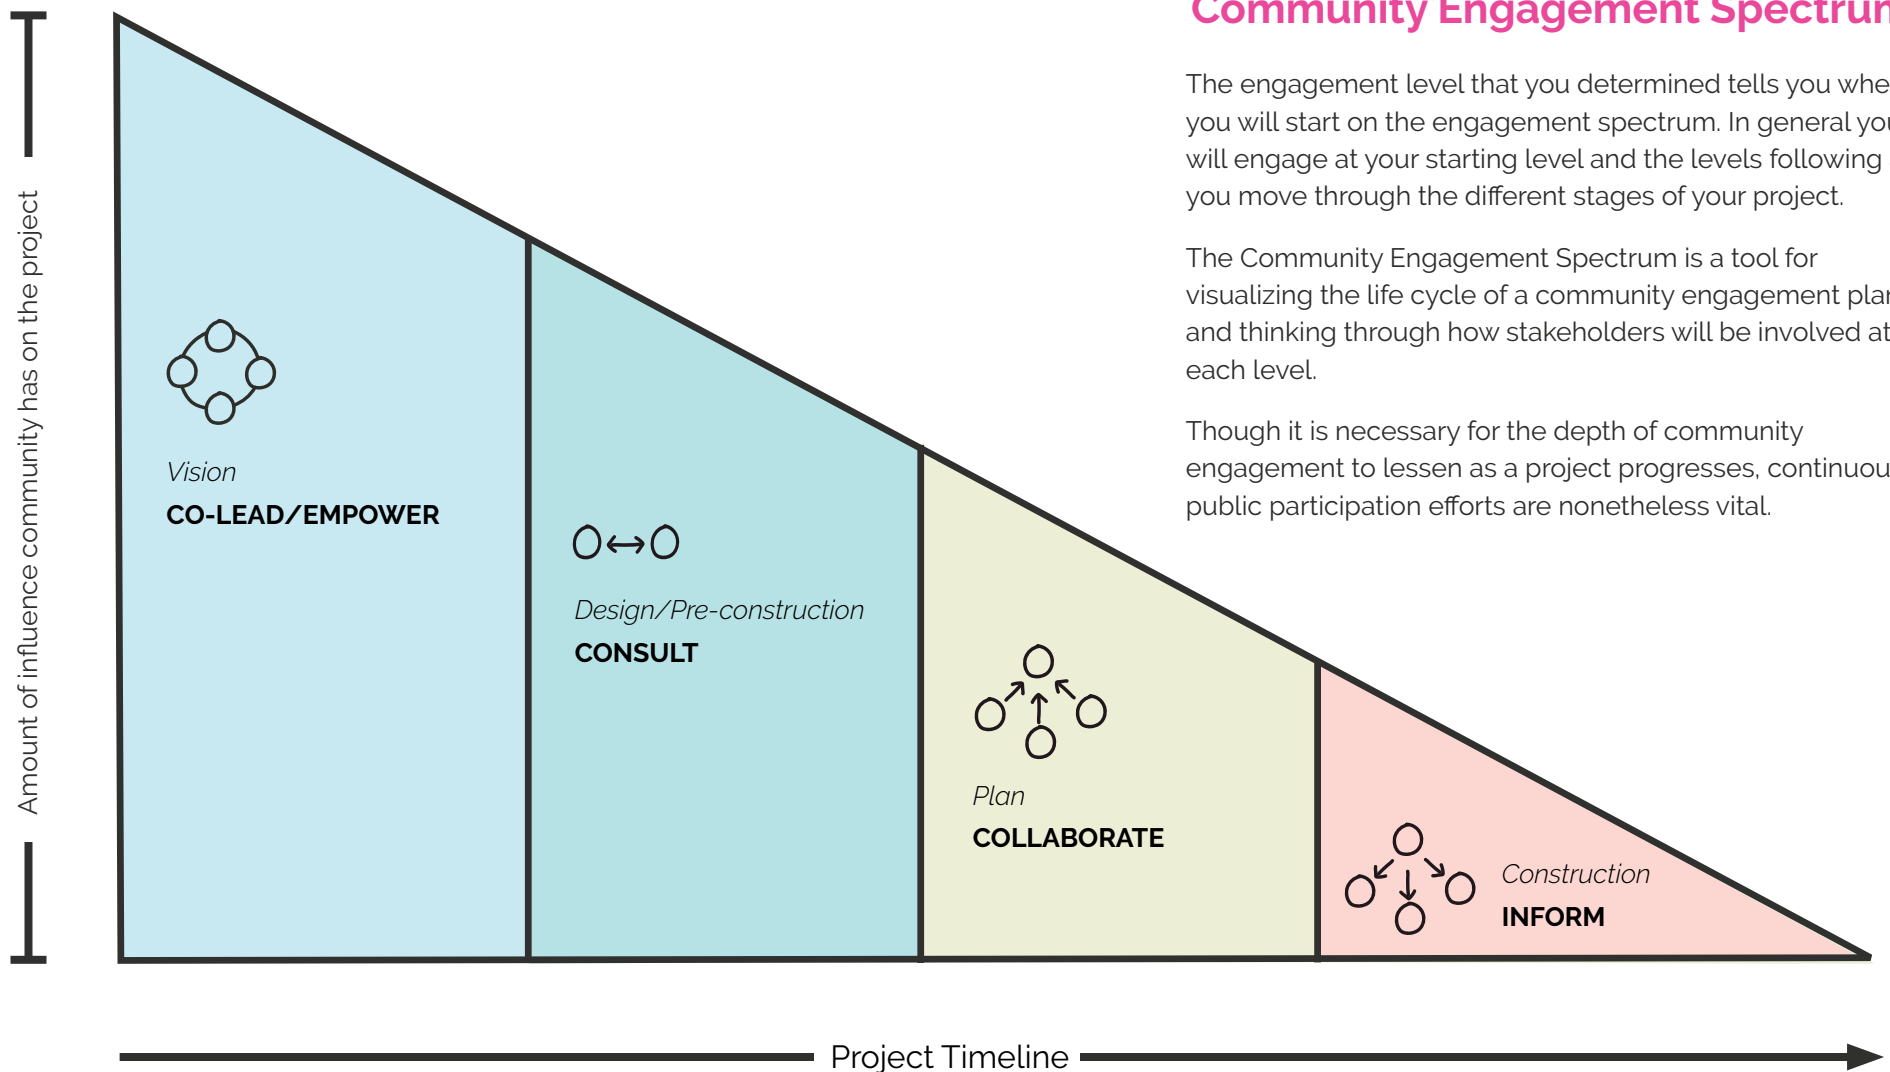 Community Engagement Spectrum
The engagement level that you determined tells you
you will start on the engagement spectrum. In general you
will engage at your starting level and the levels following
you move through the different stages of your project.
The Community Engagement Spectrum is a tool for
visualizing the life cycle of a community engagement plan
and thinking through how stakeholders will be involved at
each level.
Though it is necessary for the depth of community
engagement to lessen as a project progresses, continuou
public participation efforts are nonetheless vital.
Amount of influence community has on the project
Vision
CO-LEAD/EMPOWER
Design/Pre-construction
CONSULT
Plan
COLLABORATE
Construction
INFORM
Project Timeline